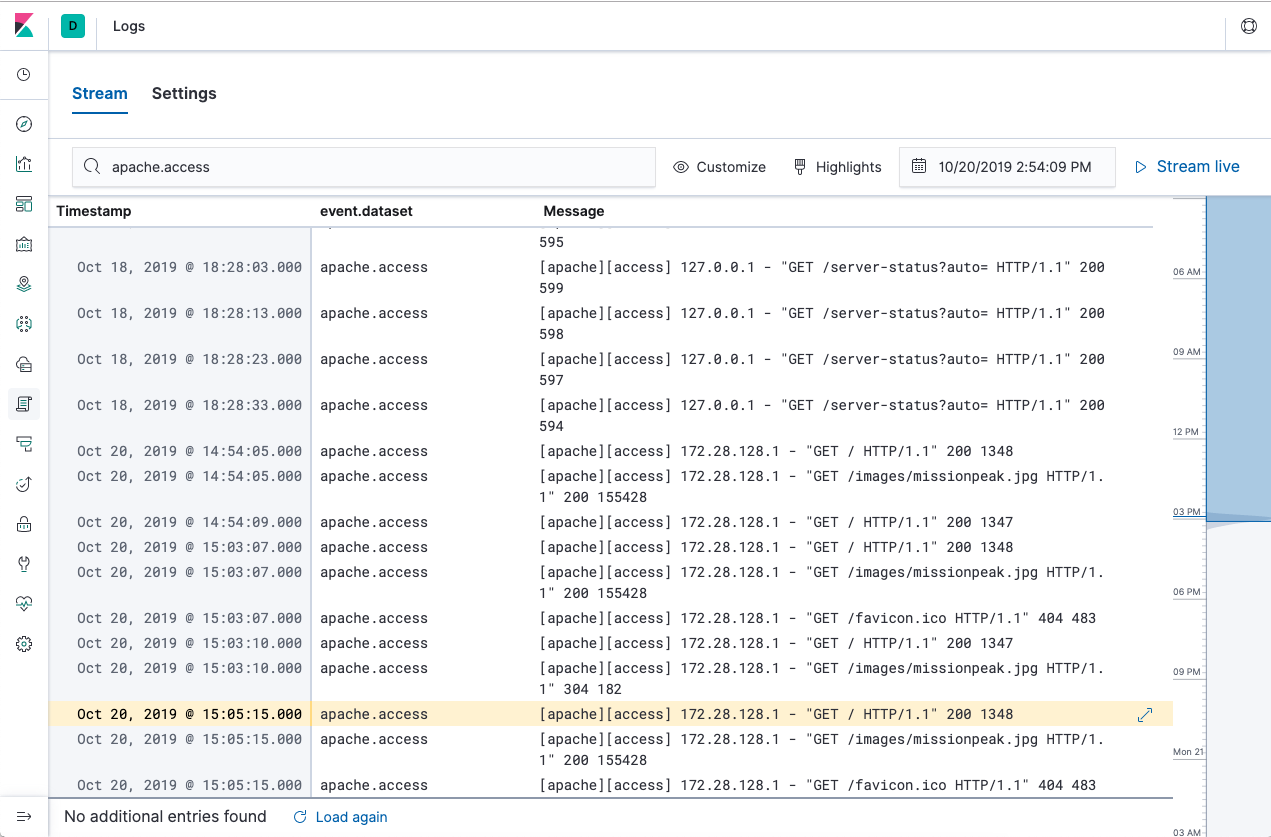 D Logs
Stream Settings
apache.access Customize Highlights 10/20/2019 2:54:09 PM Stream live
Timestamp event.dataset Message
595
Oct 18, 2019 @ 18:28:03.000 apache.access [apache][access] 127.0.0.1 - "GET /server-status?auto= HTTP/1.1" 200
599
Oct 18, 2019 @ 18:28:13.000 apache.access [apache][access] 127.0.0.1 - "GET /server-status?auto= HTTP/1.1" 200
598
Oct 18, 2019 @ 18:28:23.000 apache.access [apache][access] 127.0.0.1 - "GET /server-status?auto= HTTP/1.1" 200
597
Oct 18, 2019 @ 18:28:33.000 apache.access [apache][access] 127.0.0.1 - "GET /server-status?auto= HTTP/1.1" 200
594
Oct 20, 2019 @ 14:54:05.000 apache.access [apache][access] 172.28.128.1 - "GET / HTTP/1.1" 200 1348
Oct 20, 2019 @ 14:54:05.000 apache.access [apache][access] 172.28.128.1 - "GET /images/missionpeak.jpg HTTP/1.
1" 200 155428
Oct 20, 2019 @ 14:54:09.000 apache.access [apache][access] 172.28.128.1 - "GET / HTTP/1.1" 200 1347
Oct 20, 2019 @ 15:03:07.000 apache.access [apache][access] 172.28.128.1 - "GET / HTTP/1.1" 200 1348
Oct 20, 2019 @ 15:03:07.000 apache.access [apache][access] 172.28.128.1 - "GET /images/missionpeak.jpg HTTP/1.
1" 200 155428
Oct 20, 2019 @ 15:03:07.000 apache.access [apache][access] 172.28.128.1 - "GET /favicon.ico HTTP/1.1" 404 483
Oct 20, 2019 @ 15:03:10.000 apache.access [apache][access] 172.28.128.1 - "GET / HTTP/1.1" 200 1347
Oct 20, 2019 @ 15:03:10.000 apache.access [apache][access] 172.28.128.1 - "GET /images/missionpeak.jpg HTTP/1.
1" 304 182
Oct 20, 2019 @ 15:05:15.000 apache.access [apache][access] 172.28.128.1 - "GET / HTTP/1.1" 200 1348
Oct 20, 2019 @ 15:05:15.000 apache.access [apache][access] 172.28.128.1 - "GET /images/missionpeak.jpg HTTP/1.
1" 200 155428
Oct 20, 2019 @ 15:05:15.000 apache.access [apache][access] 172.28.128.1 - "GET /favicon.ico HTTP/1.1" 404 483
No additional entries found Load again
06 AM
09 AM
12 PM
03 PM
06 PM
09 PM
Mon 21
03 AM